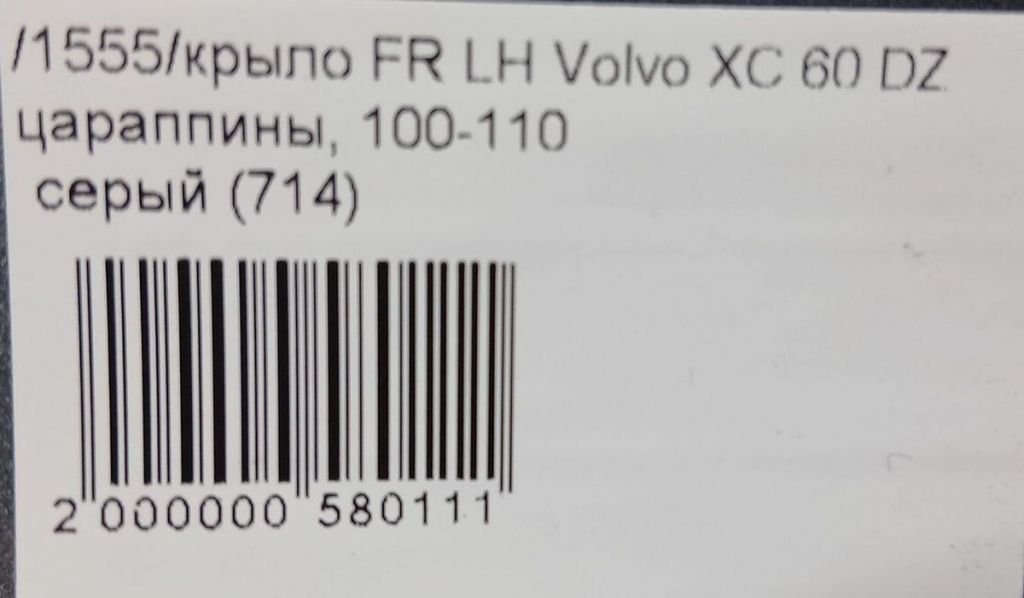 /1555/крыло FR LH Volvo XC 60 DZ
цараппины, 100-110
серый (714)
2 000000 580111